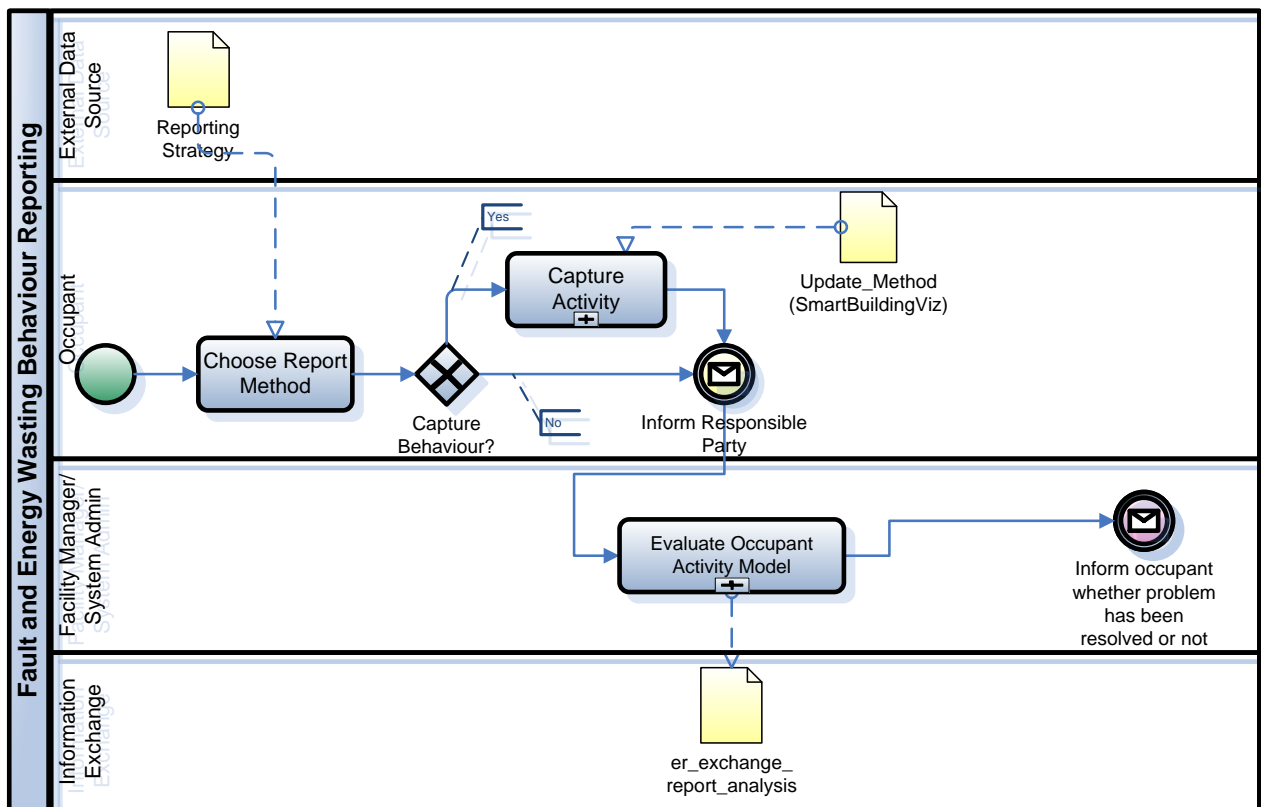 Fault and Energy Wasting Behaviour Reporting
External Data
Source
Reporting
Strategy
Occupant
Yes
Capture
Activity
Update_Method
(SmartBuildingViz)
Choose Report
Method
No
Capture
Behaviour?
Inform Responsible
Party
Facility Manager/
System Admin
Evaluate Occupant
Activity Model
Inform occupant
whether problem
has been
resolved or not
Information
Exchange
er_exchange_
report_analysis